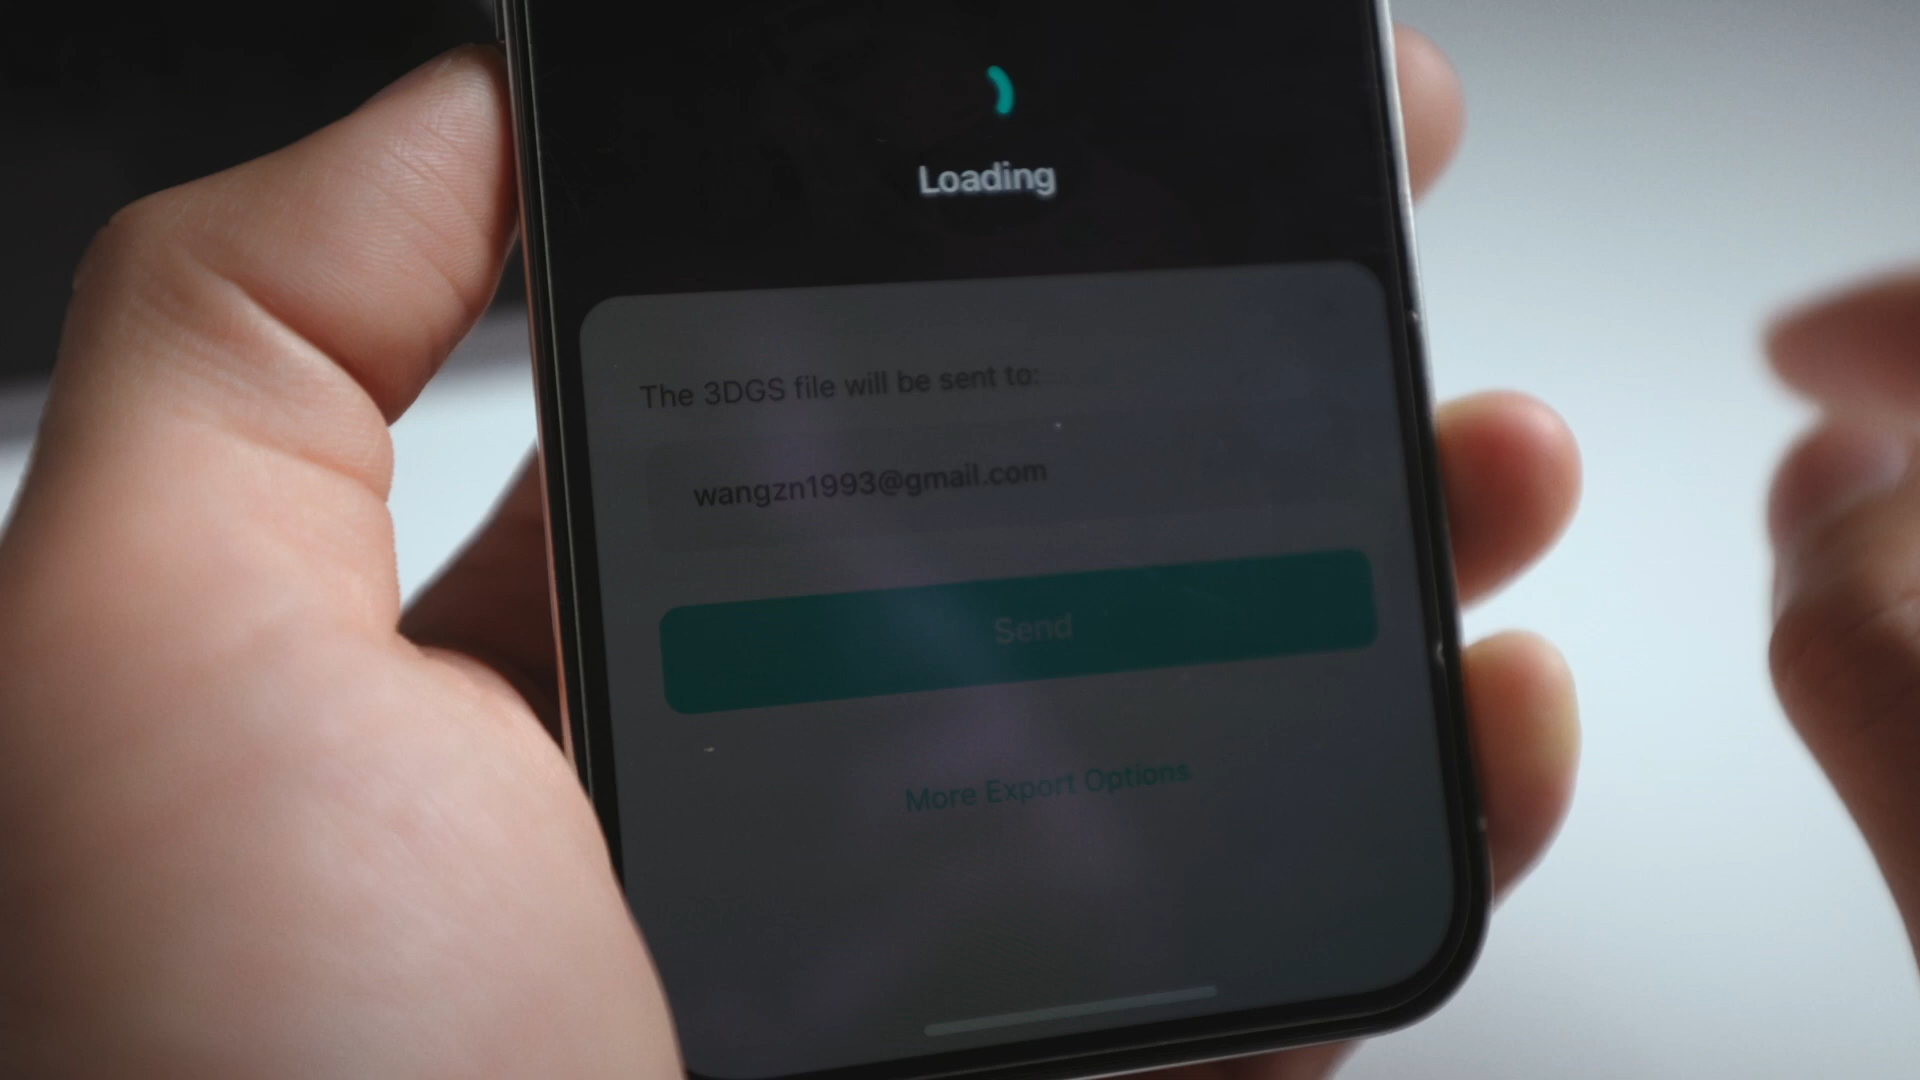 Loading
The 3DGS file will be sent to:
wangzn1993@gmail.com
Send
More Export Options